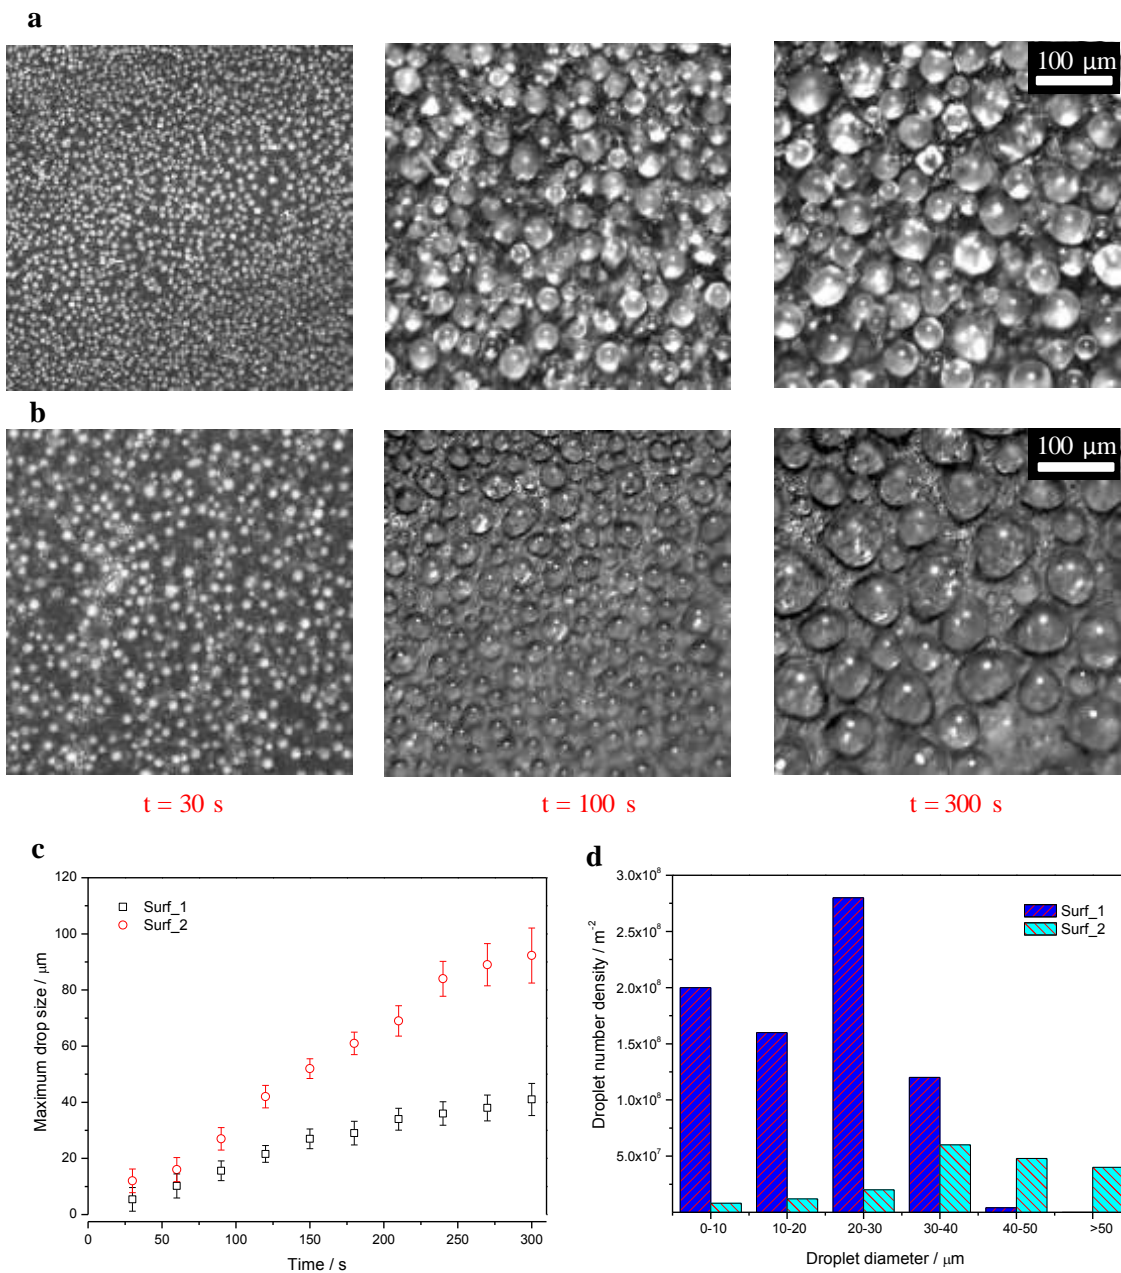 a
100 μm
b
100 μm
t = 30 s
t = 100 s
t = 300 s
c
120
100
80
60
40
20
0
Maximum drop size / μm
Surf_1
Surf_2
0
50
100
150
200
250
300
Time / s
d
3.0x10⁸
2.5x10⁸
2.0x10⁸
1.5x10⁸
1.0x10⁸
5.0x10⁷
Droplet number density / m⁻²
Surf_1
Surf_2
0-10
10-20
20-30
30-40
40-50
>50
Droplet diameter / μm